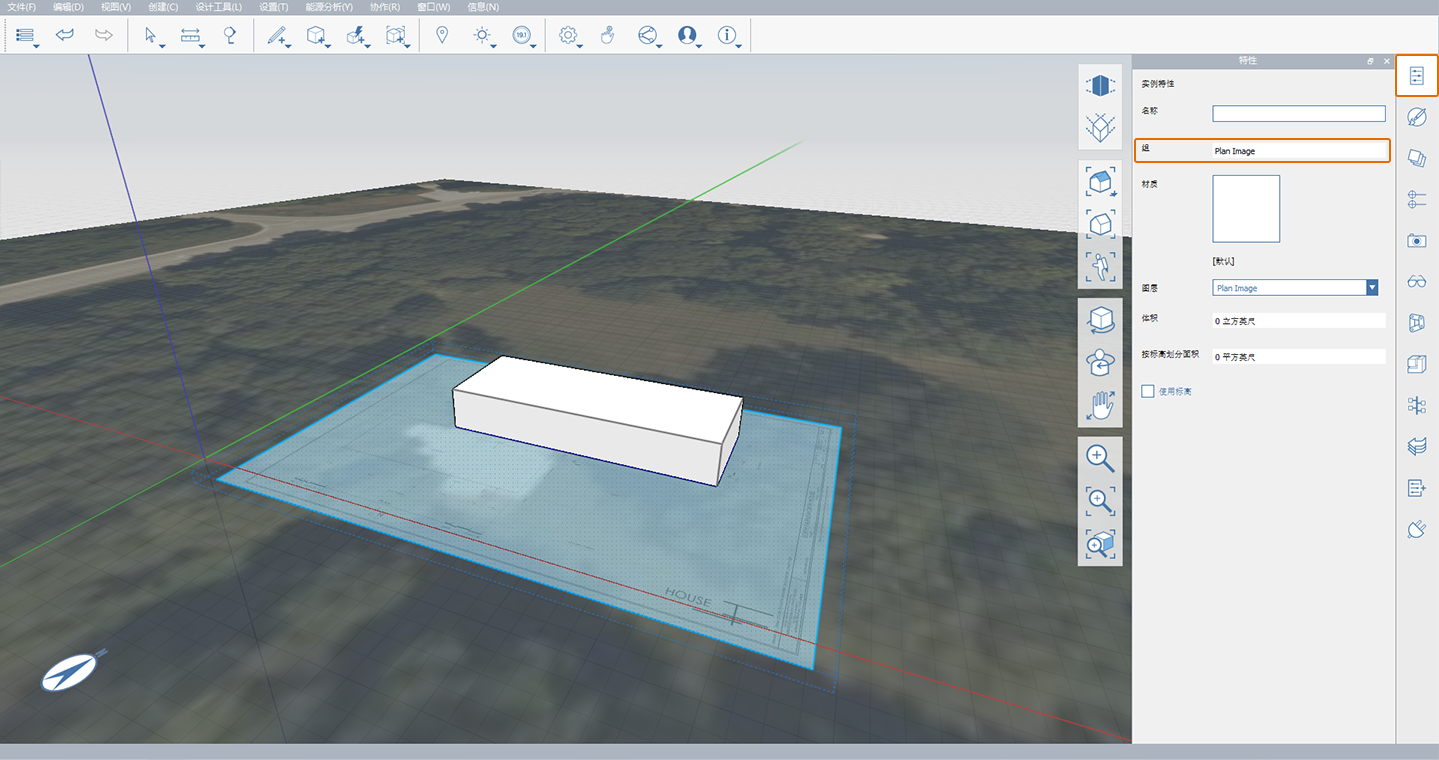 文件(F) 编辑(D) 视图(V) 创建(C) 设计工具(L) 设置(T) 能源分析(Y) 协作(R) 窗口(W) 信息(N)
19.1
特性
实例特性
名称
组 Plan Image
材质
[默认]
图层 Plan Image
体积 0 立方英尺
按标高划分面积 0 平方英尺
使用标高
HOUSE